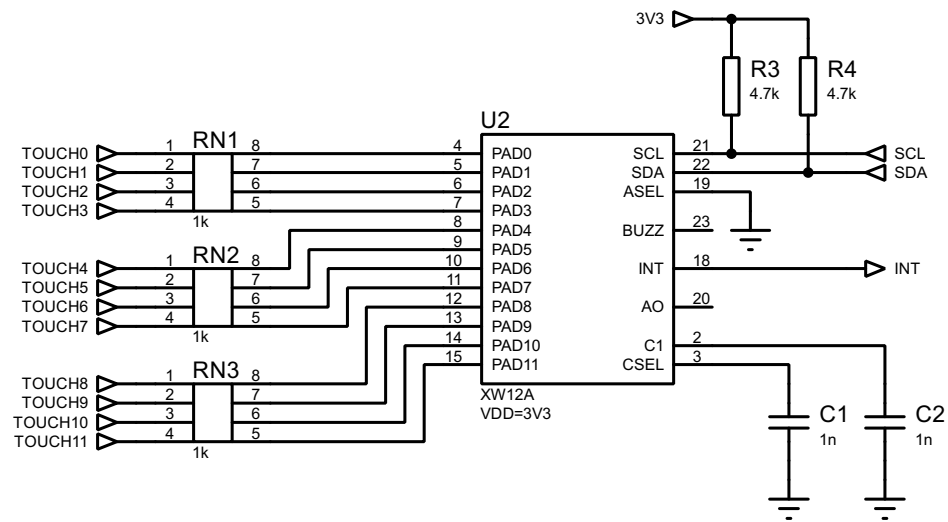 3V3
R3
4.7k
R4
4.7k
U2
RN1
TOUCH0 1 8 4 PAD0 SCL 21 SCL
TOUCH1 2 7 5 PAD1 SDA 22 SDA
TOUCH2 3 6 6 PAD2 ASEL 19
TOUCH3 4 5 7 PAD3
1k
8 PAD4 BUZZ 23
RN2
9 PAD5
TOUCH4 1 8 10 PAD6 INT 18 INT
TOUCH5 2 7 11 PAD7
TOUCH6 3 6 12 PAD8 AO 20
TOUCH7 4 5 13 PAD9
1k
14 PAD10 C1 2
15 PAD11 CSEL 3
RN3
TOUCH8 1 8
TOUCH9 2 7
TOUCH10 3 6
TOUCH11 4 5
1k
XW12A
VDD=3V3
C1
1n
C2
1n